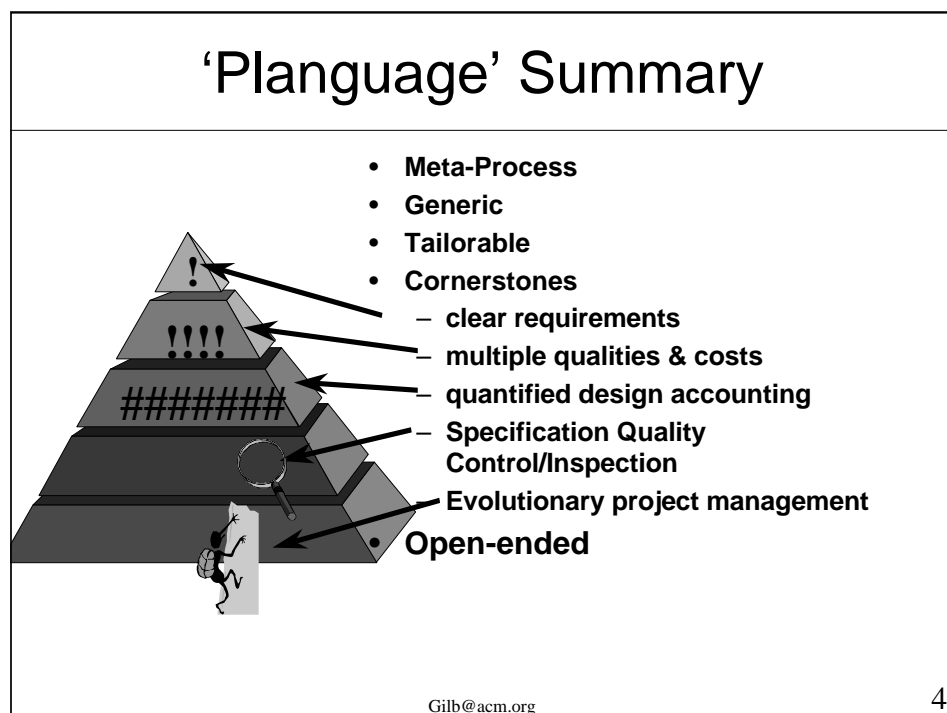 ‘Planguage’ Summary
• Meta-Process
• Generic
• Tailorable
• Cornerstones
– clear requirements
– multiple qualities & costs
– quantified design accounting
– Specification Quality
Control/Inspection
– Evolutionary project management
• Open-ended
!
!!!!
#######
Gilb@acm.org
4